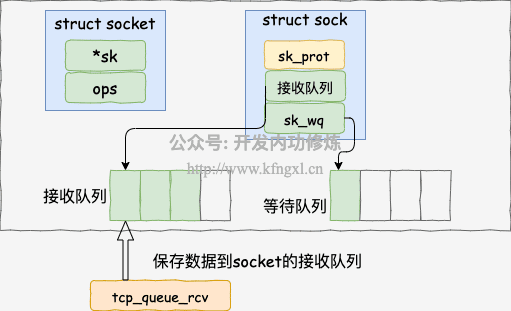 struct socket
*sk
ops
struct sock
sk_prot
接收队列
sk_wq
公众号: 开发内功修炼
http://www.kfngxl.cn
接收队列
等待队列
保存数据到socket的接收队列
tcp_queue_rcv